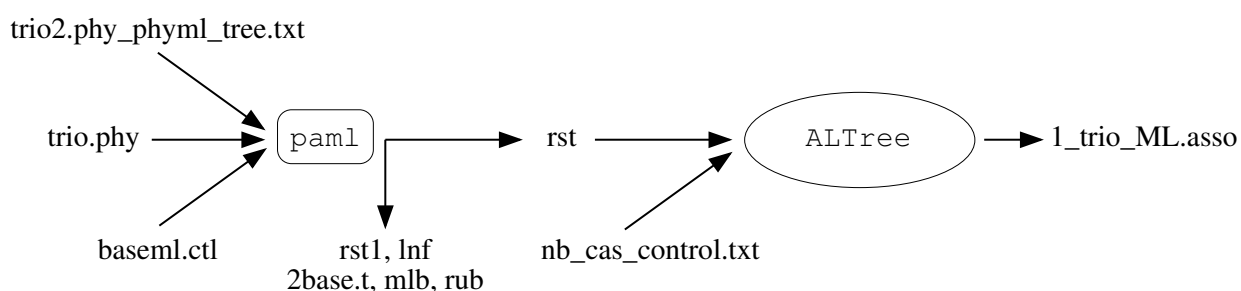 trio2.phy_phyml_tree.txt
trio.phy
paml
rst
ALTree
1_trio_ML.asso
baseml.ctl
rst1, lnf
2base.t, mlb, rub
nb_cas_control.txt